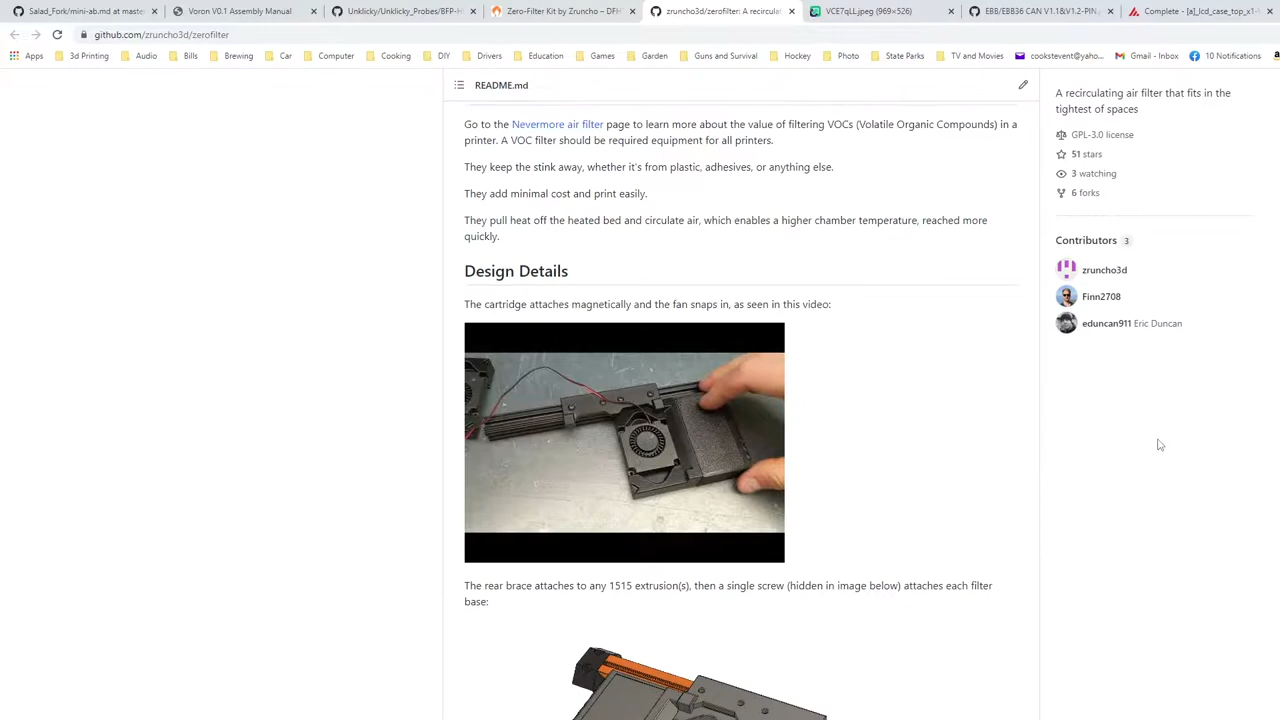 Salad_Fork/mini-ab.md at maste
Voron V0.1 Assembly Manual
Unklicky/Unklicky_Probes/BFP-H
Zero-Filter Kit by Zruncho – DFH
zruncho3d/zerofilter: A recircula
VCE7qLL.jpeg (969×526)
EBB/EBB36 CAN V1.1&V1.2-PIN
Complete - [a]_lcd_case_top_x1-
github.com/zruncho3d/zerofilter
Apps
3d Printing
Audio
Bills
Brewing
Car
Computer
Cooking
DIY
Drivers
Education
Games
Garden
Guns and Survival
Hockey
Photo
State Parks
TV and Movies
cookstevent@yaho...
Gmail - Inbox
10 Notifications
README.md
Go to the Nevermore air filter page to learn more about the value of filtering VOCs (Volatile Organic Compounds) in a
printer. A VOC filter should be required equipment for all printers.
They keep the stink away, whether it`s from plastic, adhesives, or anything else.
They add minimal cost and print easily.
They pull heat off the heated bed and circulate air, which enables a higher chamber temperature, reached more
quickly.
Design Details
The cartridge attaches magnetically and the fan snaps in, as seen in this video:
The rear brace attaches to any 1515 extrusion(s), then a single screw (hidden in image below) attaches each filter
base:
A recirculating air filter that fits in the
tightest of spaces
GPL-3.0 license
51 stars
3 watching
6 forks
Contributors 3
zruncho3d
Finn2708
eduncan911 Eric Duncan